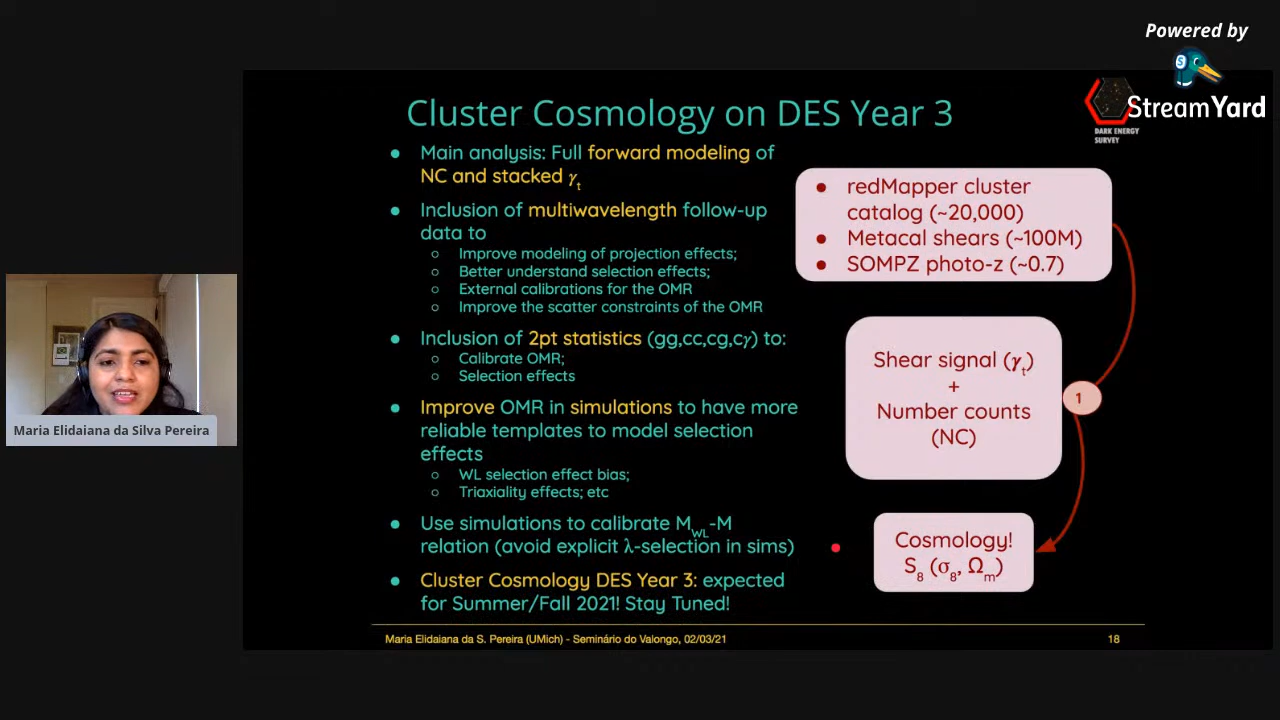 Powered by
StreamYard
Cluster Cosmology on DES Year 3
DARK ENERGY
SURVEY
● Main analysis: Full forward modeling of
NC and stacked γt
● Inclusion of multiwavelength follow-up
data to
○ Improve modeling of projection effects;
○ Better understand selection effects;
○ External calibrations for the OMR
○ Improve the scatter constraints of the OMR
● Inclusion of 2pt statistics (gg,cc,cg,cγ) to:
○ Calibrate OMR;
○ Selection effects
● Improve OMR in simulations to have more
reliable templates to model selection
effects
○ WL selection effect bias;
○ Triaxiality effects; etc
● Use simulations to calibrate M_WL-M
relation (avoid explicit λ-selection in sims)
● Cluster Cosmology DES Year 3: expected
for Summer/Fall 2021! Stay Tuned!
● redMapper cluster
catalog (~20,000)
● Metacal shears (~100M)
● SOMPZ photo-z (~0.7)
Shear signal (γt)
+
Number counts
(NC)
1
Cosmology!
S8 (σ8, Ωm)
Maria Elidaiana da S. Pereira (UMich) - Seminário do Valongo, 02/03/21
18
Maria Elidaiana da Silva Pereira